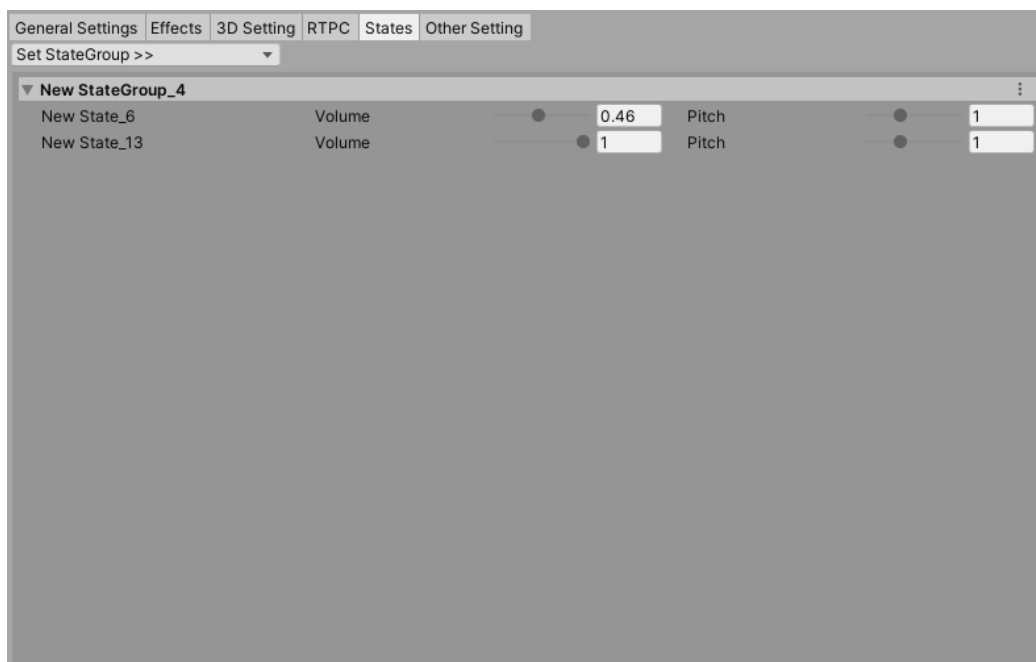 General Settings Effects 3D Setting RTPC States Other Setting
Set StateGroup >>
New StateGroup_4
New State_6 Volume 0.46 Pitch 1
New State_13 Volume 1 Pitch 1